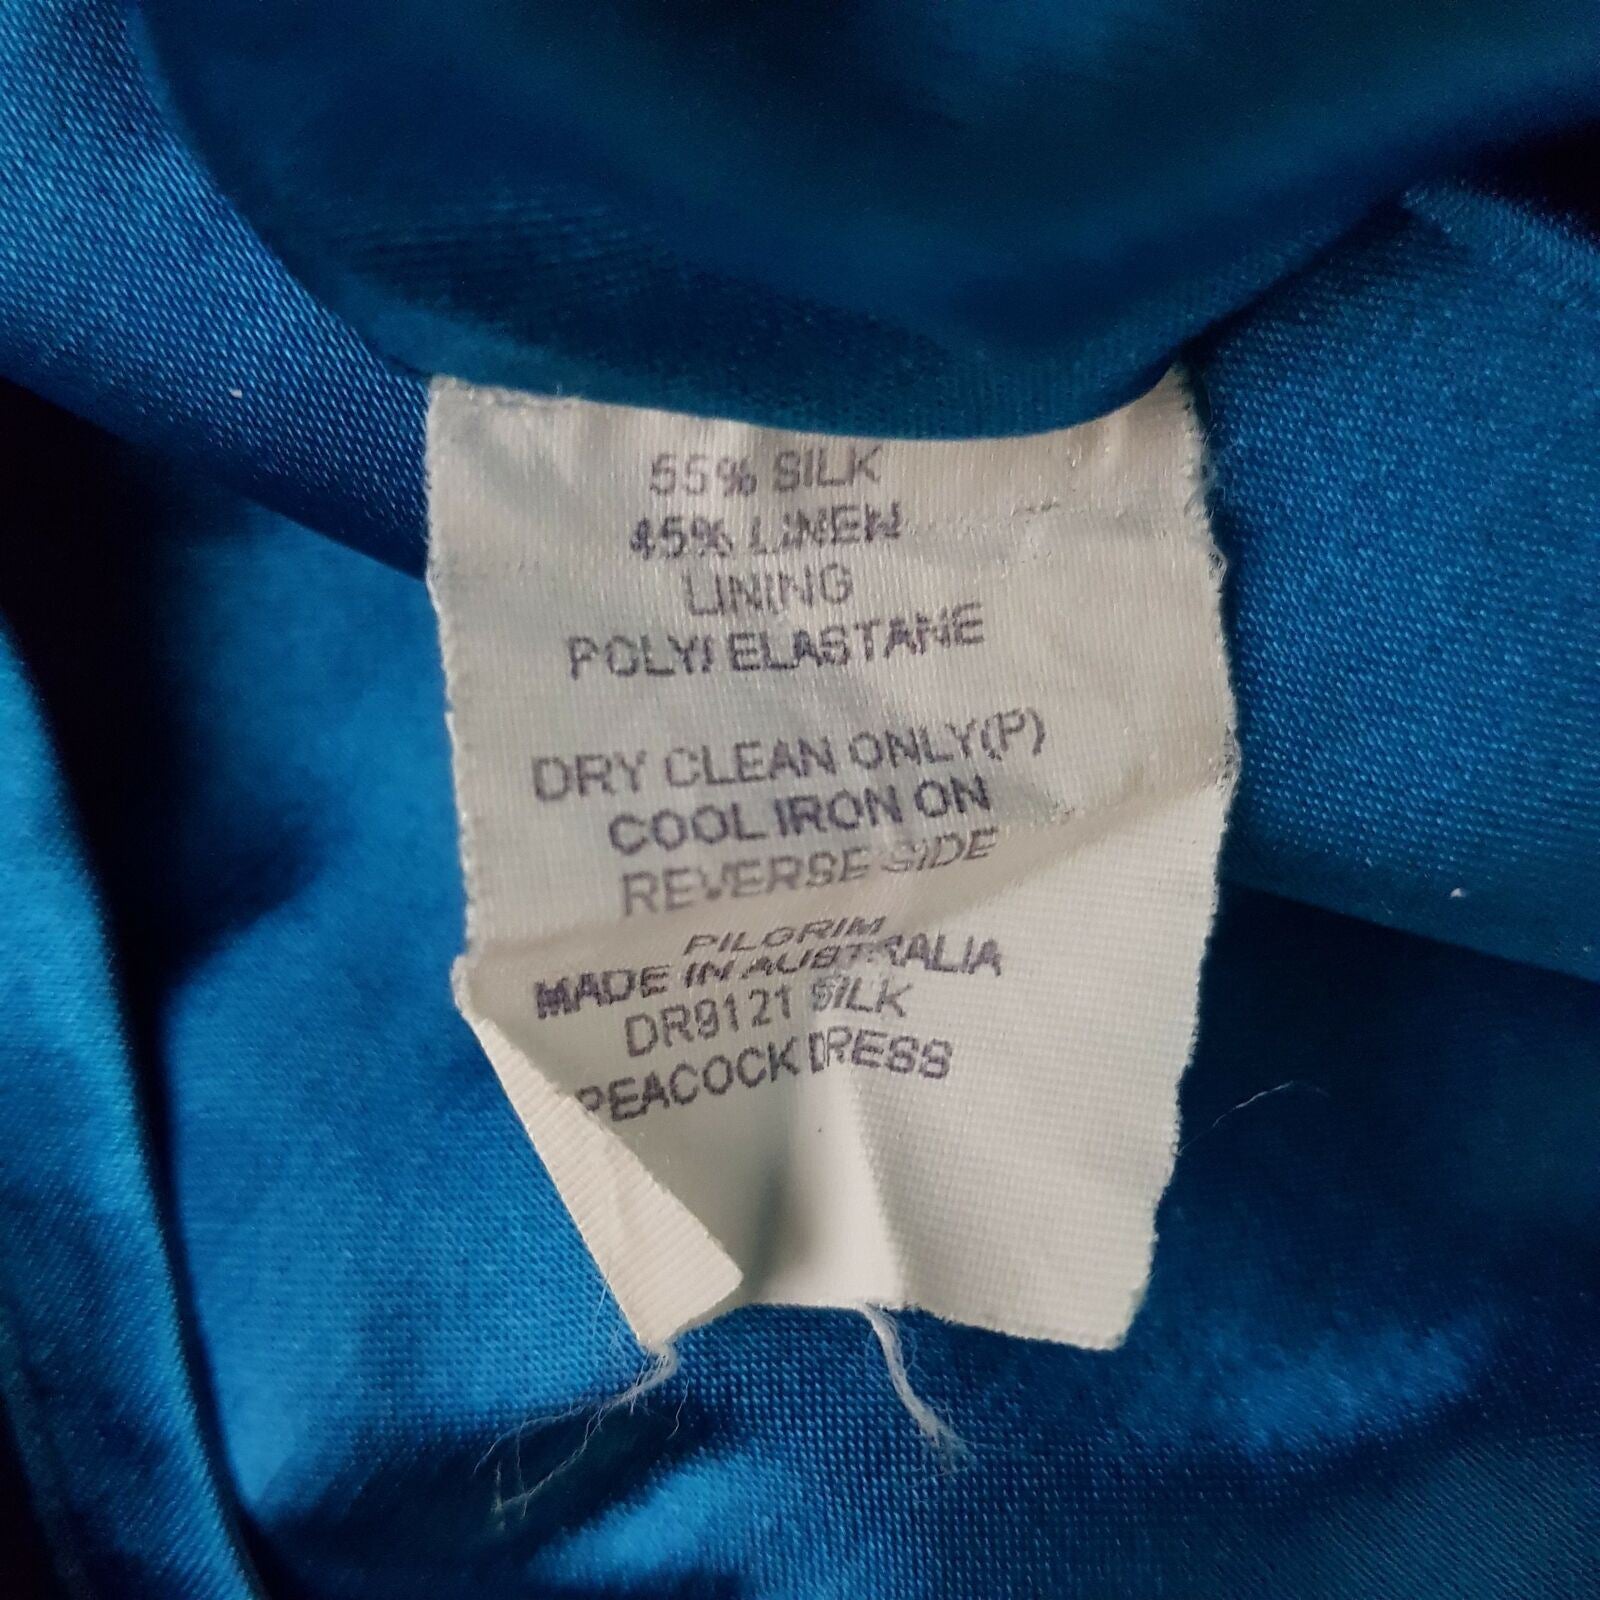 55% SILK
45% LINEN
LINING
POLY/ ELASTANE
DRY CLEAN ONLY(P)
COOL IRON ON
REVERSE SIDE
PILGRIM
MADE IN AUSTRALIA
DR9121 SILK
PEACOCK DRESS